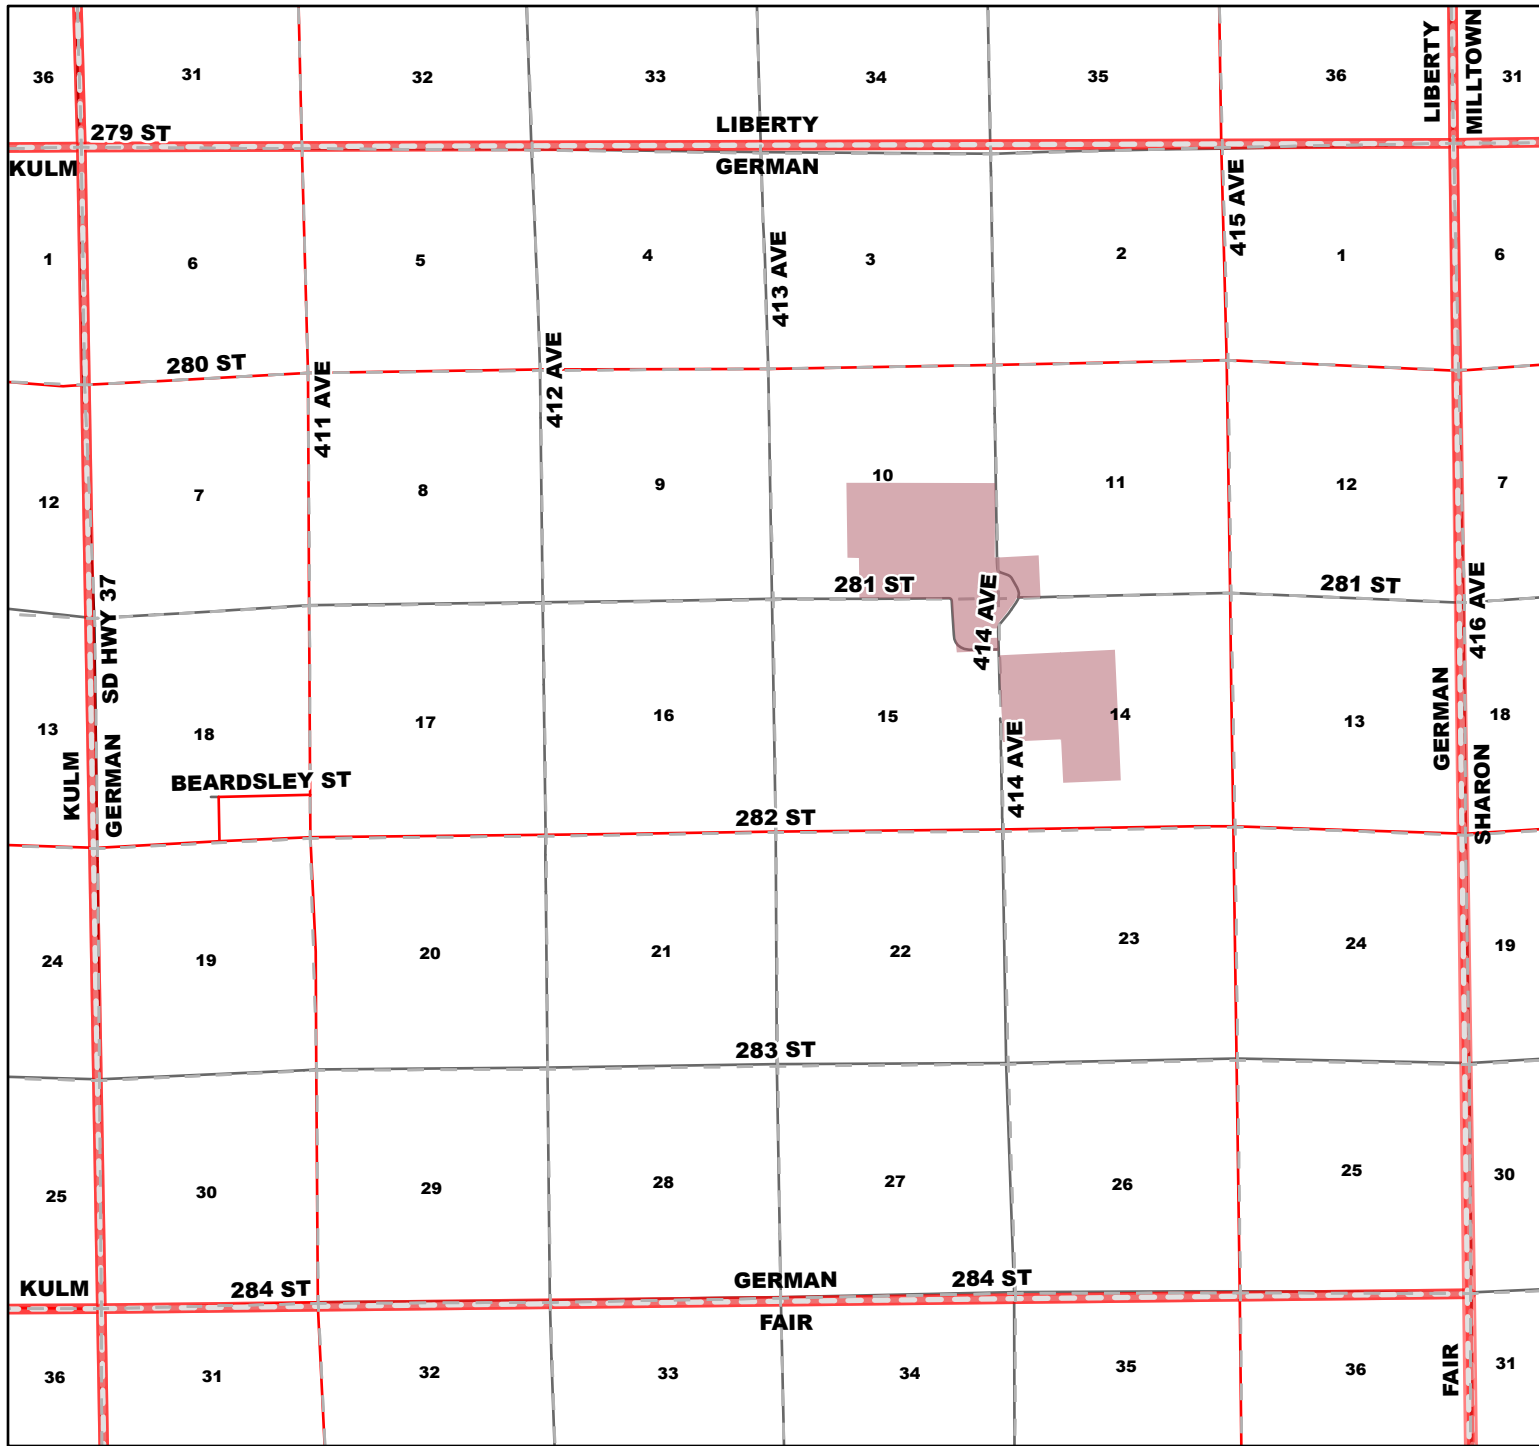 36 31 32 33 34 35 36 31
LIBERTY
MILLTOWN
279 ST
LIBERTY
KULM
GERMAN
415 AVE
413 AVE
1 6 5 4 3 2 1 6
280 ST
411 AVE
412 AVE
12 7 8 9 10 11 12 7
281 ST
281 ST
SD HWY 37
414 AVE
416 AVE
13 18 17 16 15 14 13 18
KULM
GERMAN
414 AVE
GERMAN
SHARON
BEARDSLEY ST
282 ST
24 19 20 21 22 23 24 19
283 ST
25 30 29 28 27 26 25 30
KULM
284 ST
GERMAN
284 ST
FAIR
FAIR
36 31 32 33 34 35 36 31